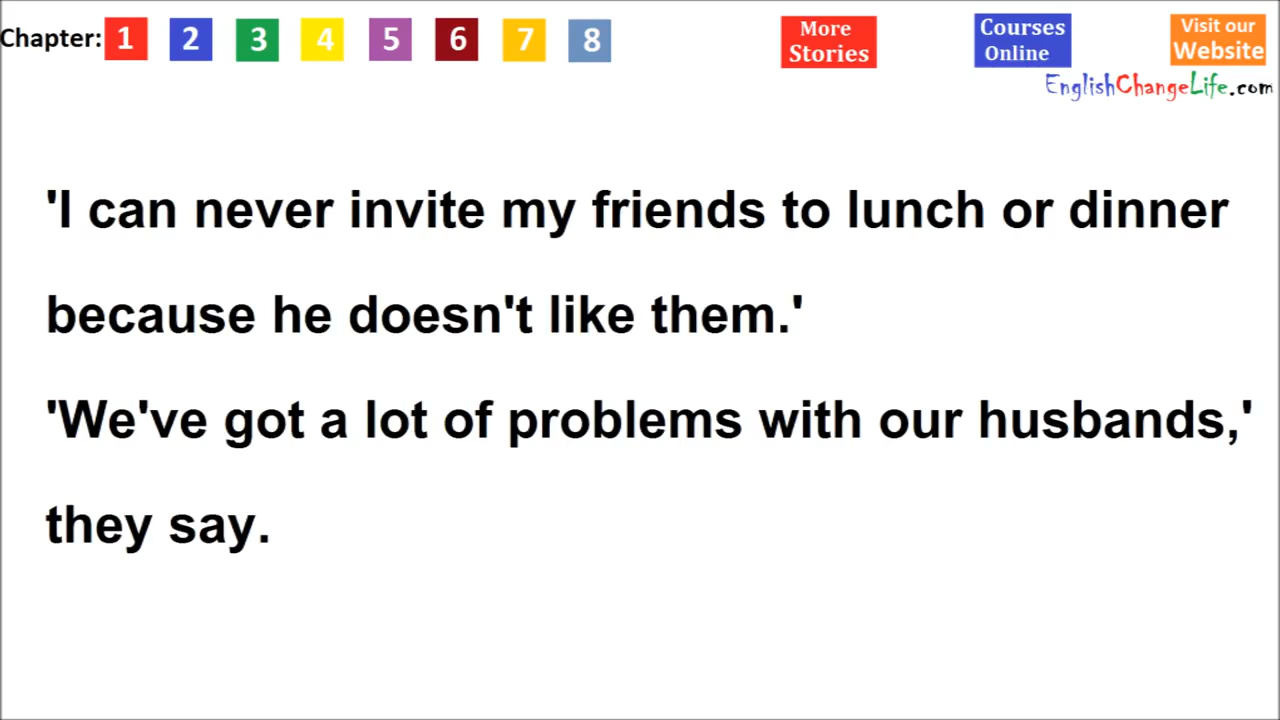 Chapter: 1 2 3 4 5 6 7 8
More
Stories
Courses
Online
Visit our
Website
EnglishChangeLife.com
'I can never invite my friends to lunch or dinner
because he doesn't like them.'
'We've got a lot of problems with our husbands,'
they say.